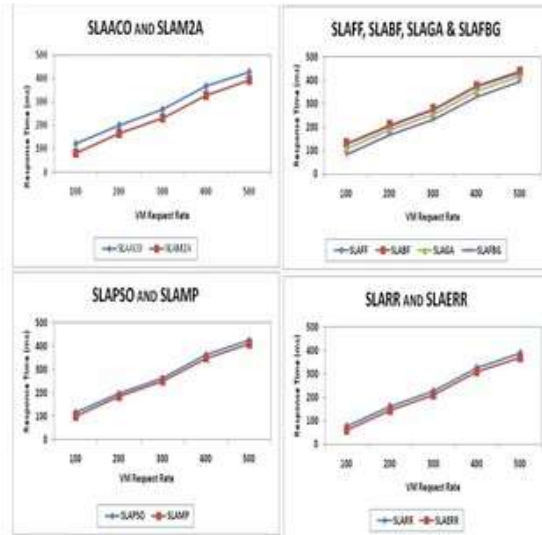 SLAACO AND SLAM2A
Response Time (ms)
500
400
300
200
100
0
100 200 300 400 500
VM Request Rate
SLAACO SLAM2A
SLAFF, SLABF, SLAGA & SLAFBG
Response Time (ms)
500
400
300
200
100
0
100 200 300 400 500
VM Request Rate
SLAFF SLABF SLAGA SLAFBG
SLAPSO AND SLAMP
Response Time (ms)
500
400
300
200
100
0
100 200 300 400 500
VM Request Rate
SLAPSO SLAMP
SLARR AND SLAERR
Response Time (ms)
500
400
300
200
100
0
100 200 300 400 500
VM Request Rate
SLARR SLAERR